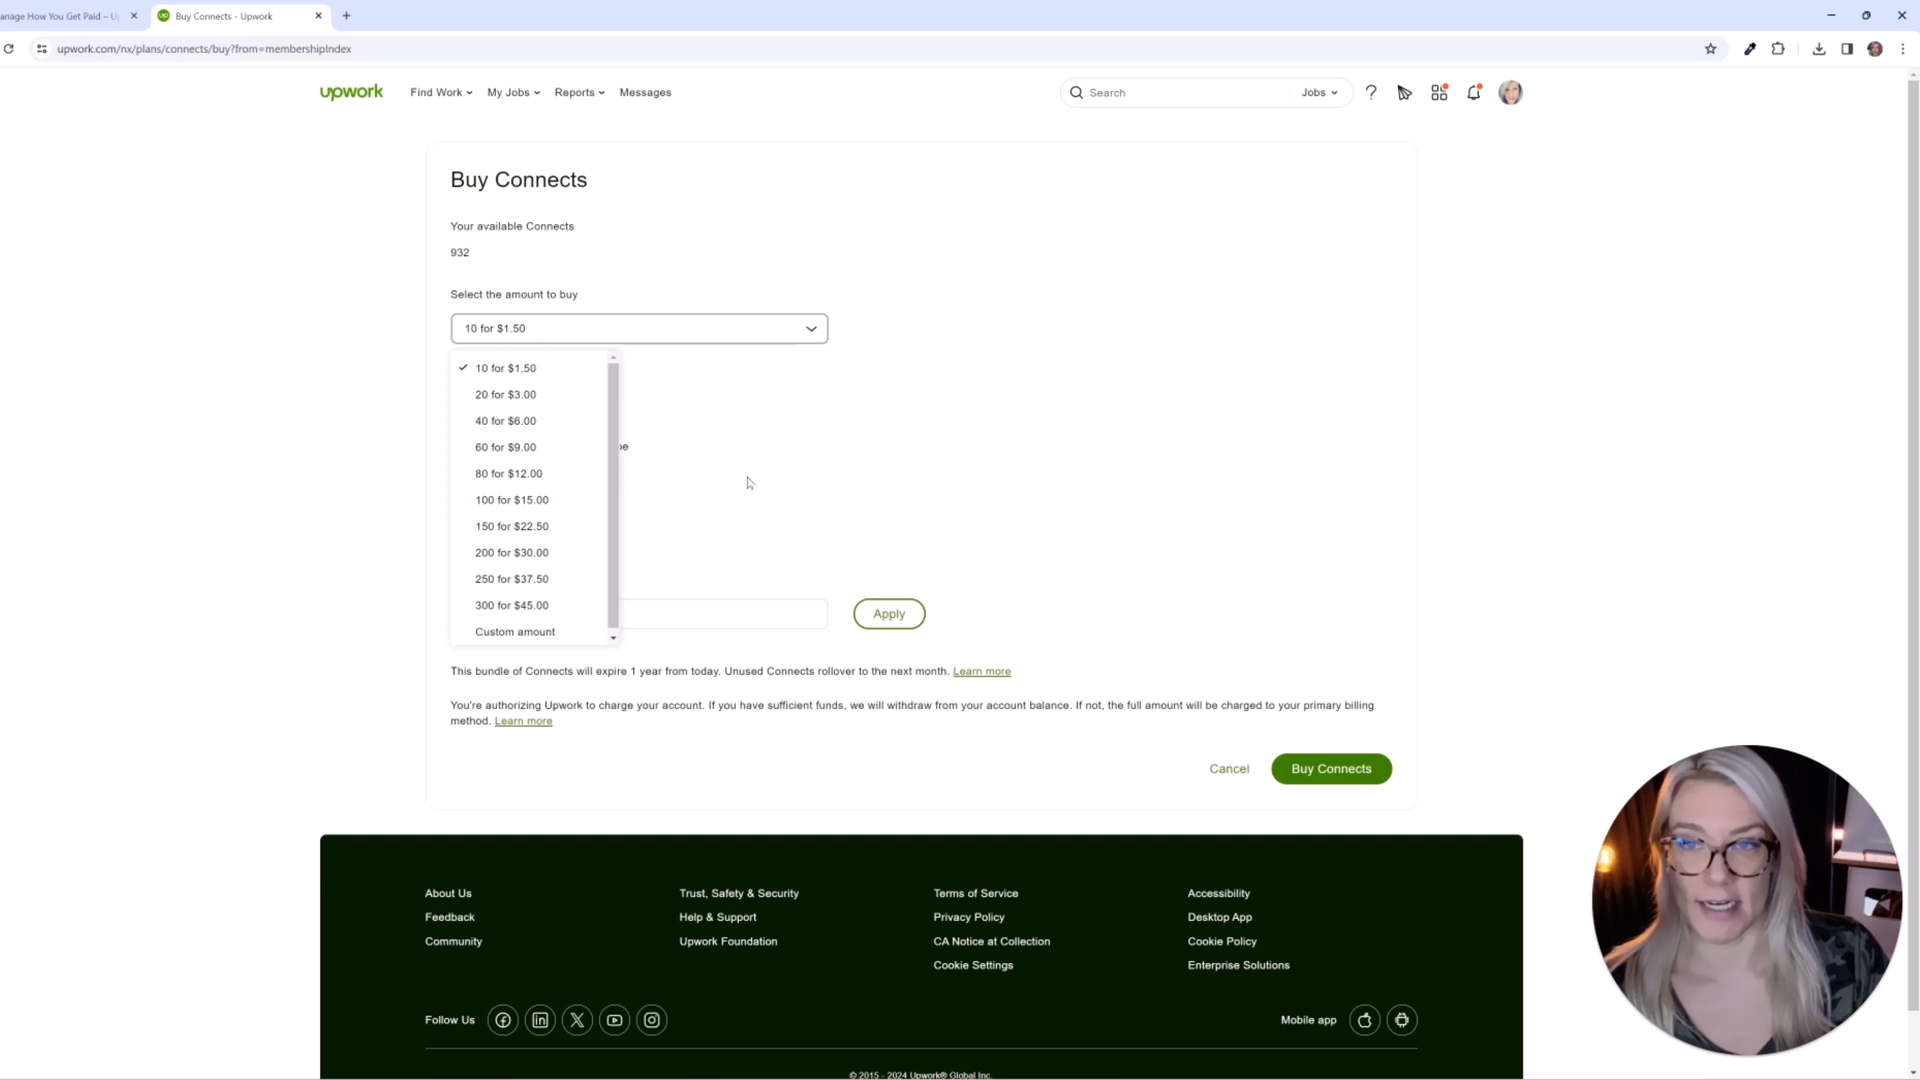 anage How You Get Paid – U
Buy Connects - Upwork
upwork.com/nx/plans/connects/buy?from=membershipIndex
upwork
Find Work
My Jobs
Reports
Messages
Search
Jobs
Buy Connects
Your available Connects
932
Select the amount to buy
10 for $1.50
10 for $1.50
20 for $3.00
40 for $6.00
60 for $9.00
80 for $12.00
100 for $15.00
150 for $22.50
200 for $30.00
250 for $37.50
300 for $45.00
Custom amount
Apply
This bundle of Connects will expire 1 year from today. Unused Connects rollover to the next month. Learn more
You're authorizing Upwork to charge your account. If you have sufficient funds, we will withdraw from your account balance. If not, the full amount will be charged to your primary billing
method. Learn more
Cancel
Buy Connects
About Us
Trust, Safety & Security
Terms of Service
Accessibility
Feedback
Help & Support
Privacy Policy
Desktop App
Community
Upwork Foundation
CA Notice at Collection
Cookie Policy
Cookie Settings
Enterprise Solutions
Follow Us
Mobile app
© 2015 - 2024 Upwork® Global Inc.